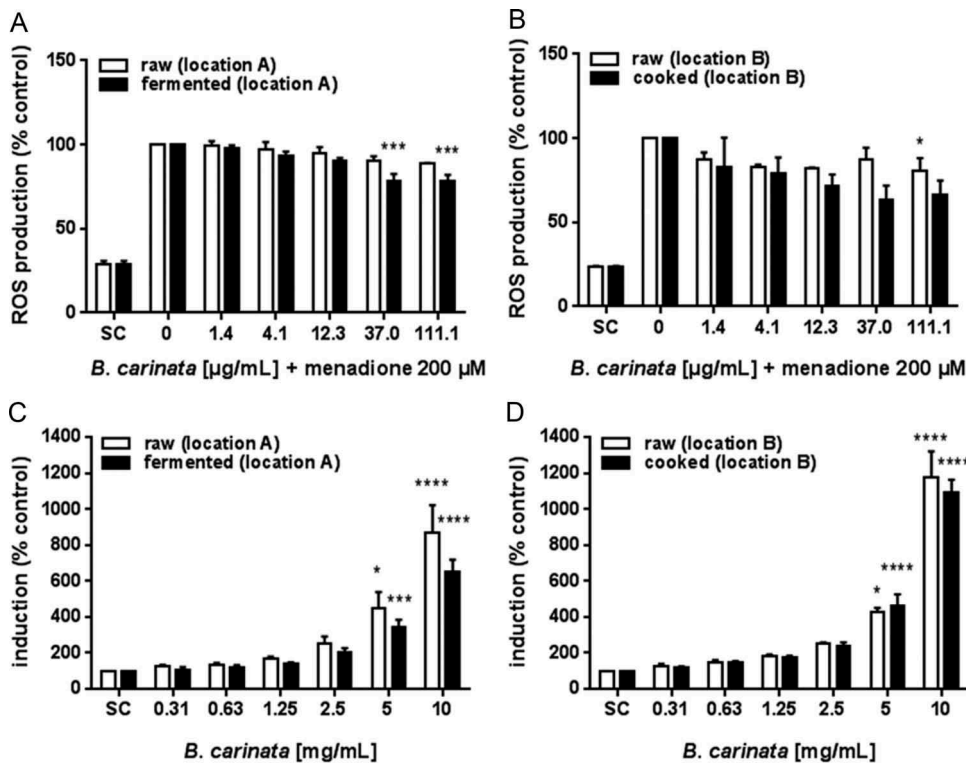 A
ROS production (% control)
150
100
50
0
raw (location A)
fermented (location A)
***
***
SC 0 1.4 4.1 12.3 37.0 111.1
B. carinata [µg/mL] + menadione 200 µM
B
ROS production (% control)
150
100
50
0
raw (location B)
cooked (location B)
*
SC 0 1.4 4.1 12.3 37.0 111.1
B. carinata [µg/mL] + menadione 200 µM
C
induction (% control)
1400
1200
1000
800
600
400
200
0
raw (location A)
fermented (location A)
****
****
*
***
SC 0.31 0.63 1.25 2.5 5 10
B. carinata [mg/mL]
D
induction (% control)
1400
1200
1000
800
600
400
200
0
raw (location B)
cooked (location B)
****
****
****
*
SC 0.31 0.63 1.25 2.5 5 10
B. carinata [mg/mL]